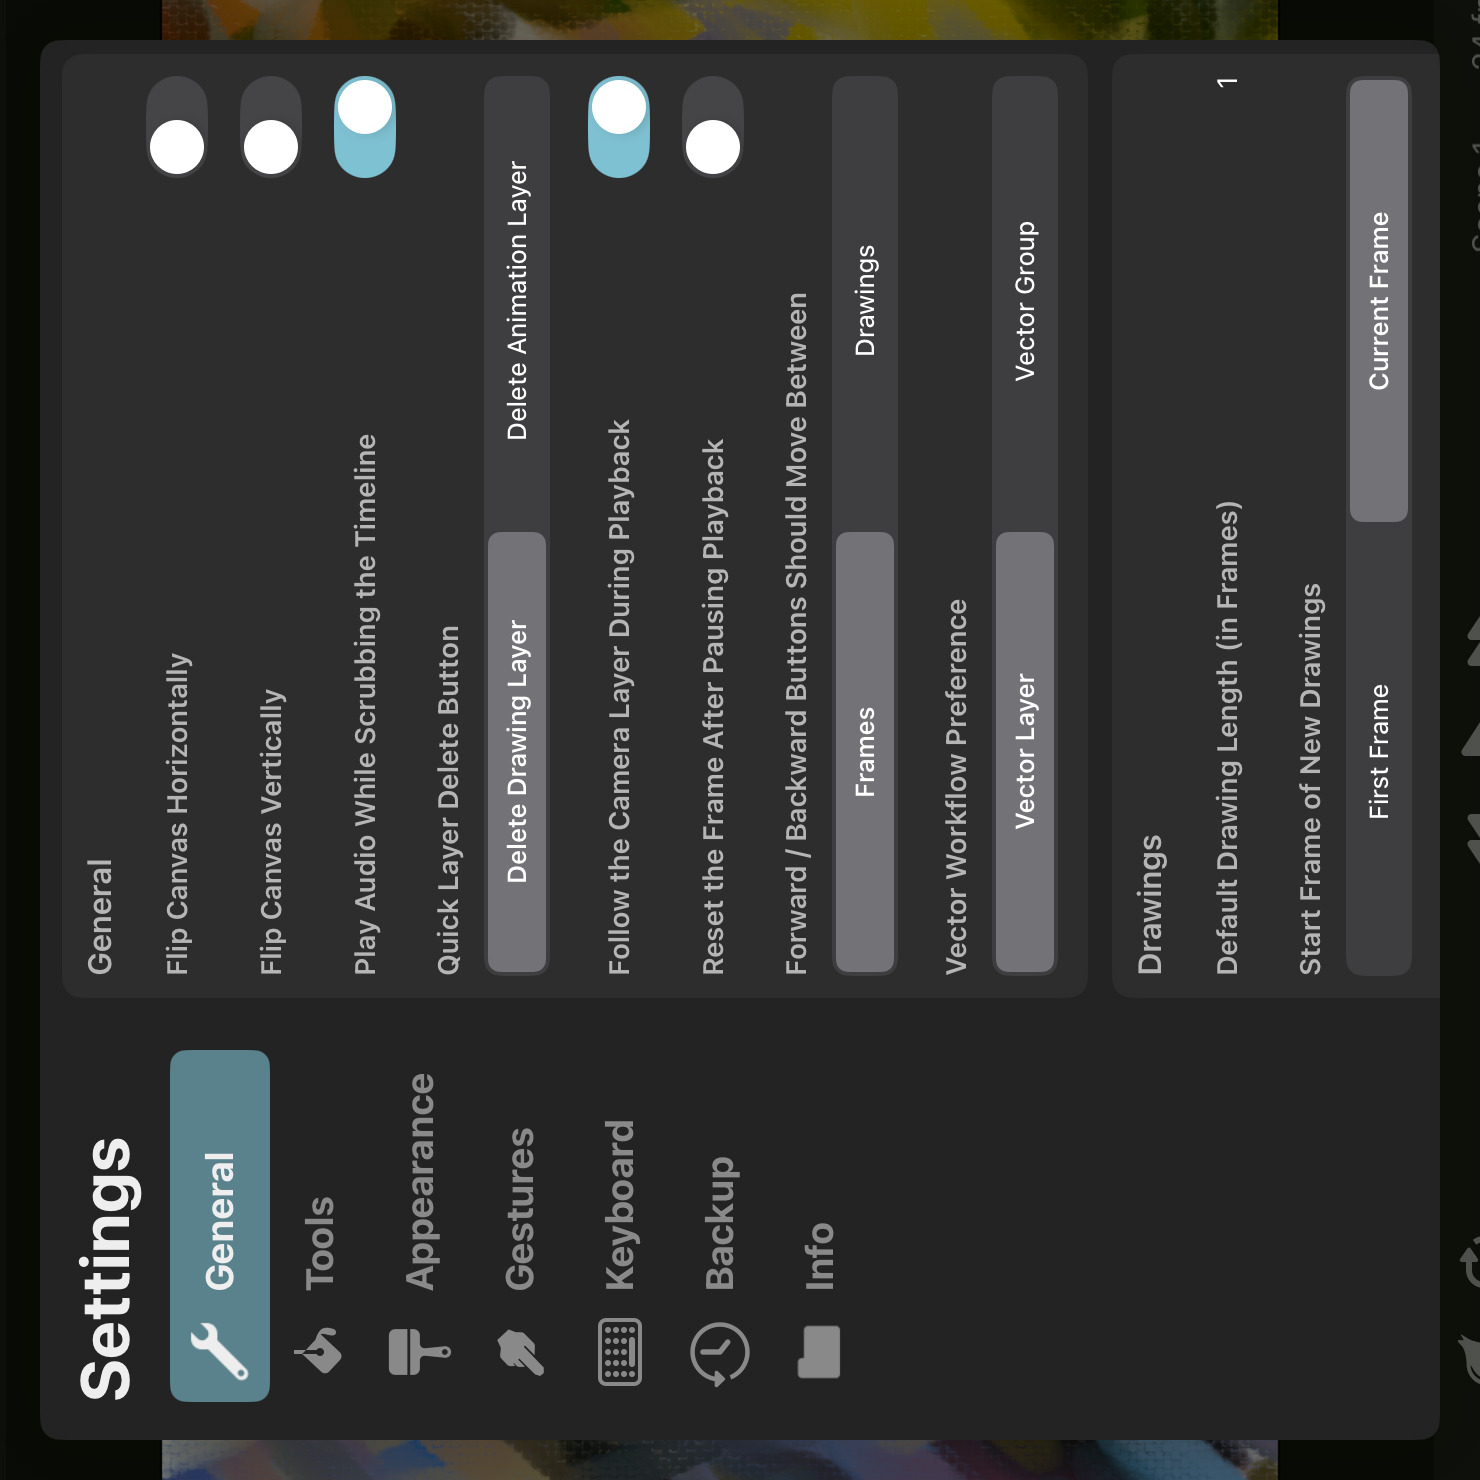 Settings
General
Tools
Appearance
Gestures
Keyboard
Backup
Info
General
Flip Canvas Horizontally
Flip Canvas Vertically
Play Audio While Scrubbing the Timeline
Quick Layer Delete Button
Delete Drawing Layer Delete Animation Layer
Follow the Camera Layer During Playback
Reset the Frame After Pausing Playback
Forward / Backward Buttons Should Move Between
Frames Drawings
Vector Workflow Preference
Vector Layer Vector Group
Drawings
Default Drawing Length (in Frames) 1
Start Frame of New Drawings
First Frame Current Frame